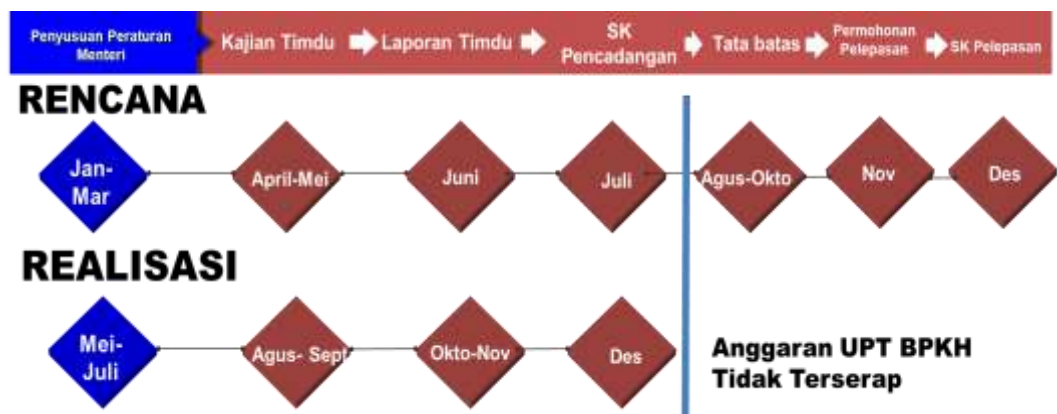 Penyusuan Peraturan
Menteri
Kajian Timdu
Laporan Timdu
SK
Pencadangan
Tata batas
Permohonan
Pelepasan
SK Pelepasan
RENCANA
Jan-
Mar
April-Mei
Juni
Juli
Agus-Okto
Nov
Des
REALISASI
Mei-
Juli
Agus- Sept
Okto-Nov
Des
Anggaran UPT BPKH
Tidak Terserap